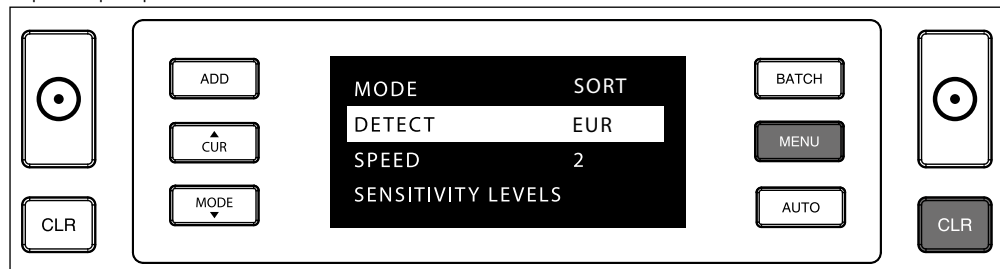 ADD
CUR
MODE
CLR
MODE SORT
DETECT EUR
SPEED 2
SENSITIVITY LEVELS
BATCH
MENU
AUTO
CLR